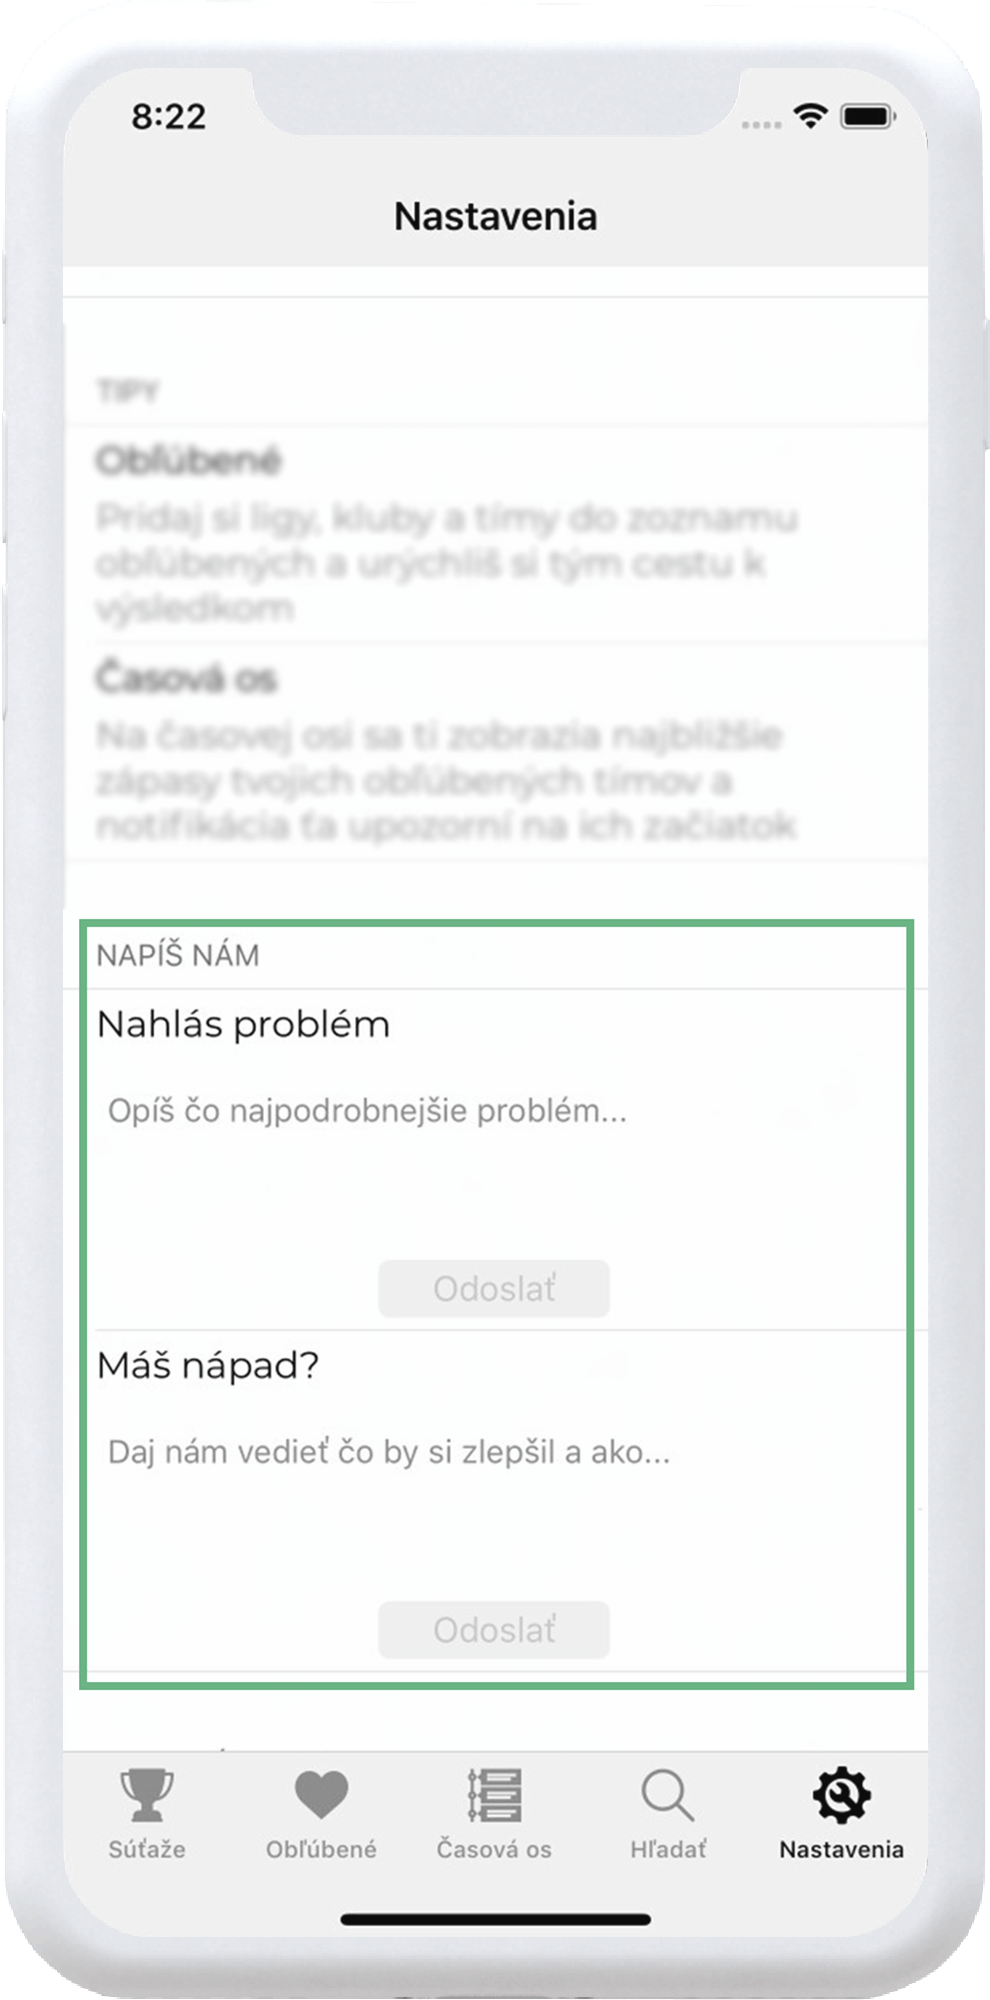 8:22
Nastavenia
TIPY
Obľúbené
Pridaj si ligy, kluby a tímy do zoznamu
obľúbených a urýchliš si tým cestu k
výsledkom
Časová os
Na časovej osi sa ti zobrazia najbližšie
zápasy tvojich obľúbených tímov a
notifikácia ťa upozorní na ich začiatok
NAPÍŠ NÁM
Nahlás problém
Opíš čo najpodrobnejšie problém...
Odoslať
Máš nápad?
Daj nám vedieť čo by si zlepšil a ako...
Odoslať
Súťaže
Obľúbené
Časová os
Hľadať
Nastavenia